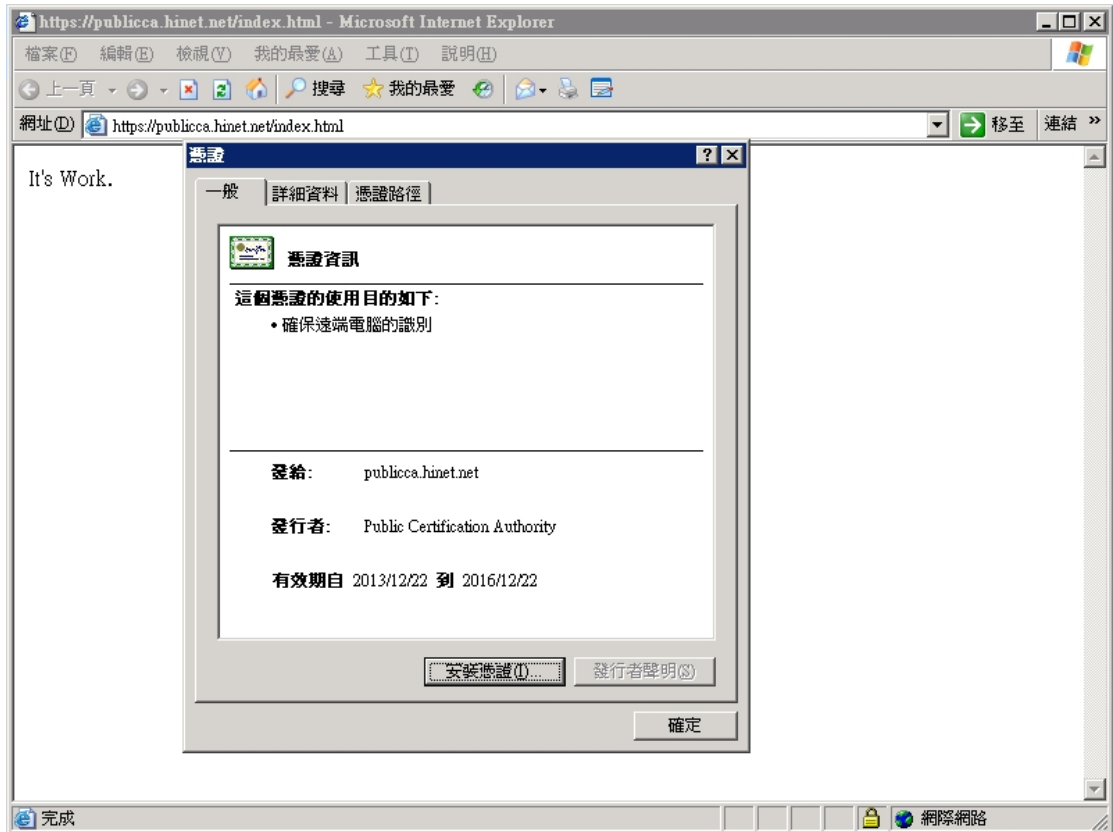 https://publicca.hinet.net/index.html - Microsoft Internet Explorer
檔案(F) 編輯(E) 檢視(V) 我的最愛(A) 工具(T) 說明(H)
上一頁 搜尋 我的最愛
網址(D) https://publicca.hinet.net/index.html 移至 連結 »
It's Work.
憑證
一般 詳細資料 憑證路徑
憑證資訊
這個憑證的使用目的如下:
• 確保遠端電腦的識別
發給: publicca.hinet.net
發行者: Public Certification Authority
有效期自 2013/12/22 到 2016/12/22
安裝憑證(I)... 發行者聲明(S)
確定
完成 網際網路